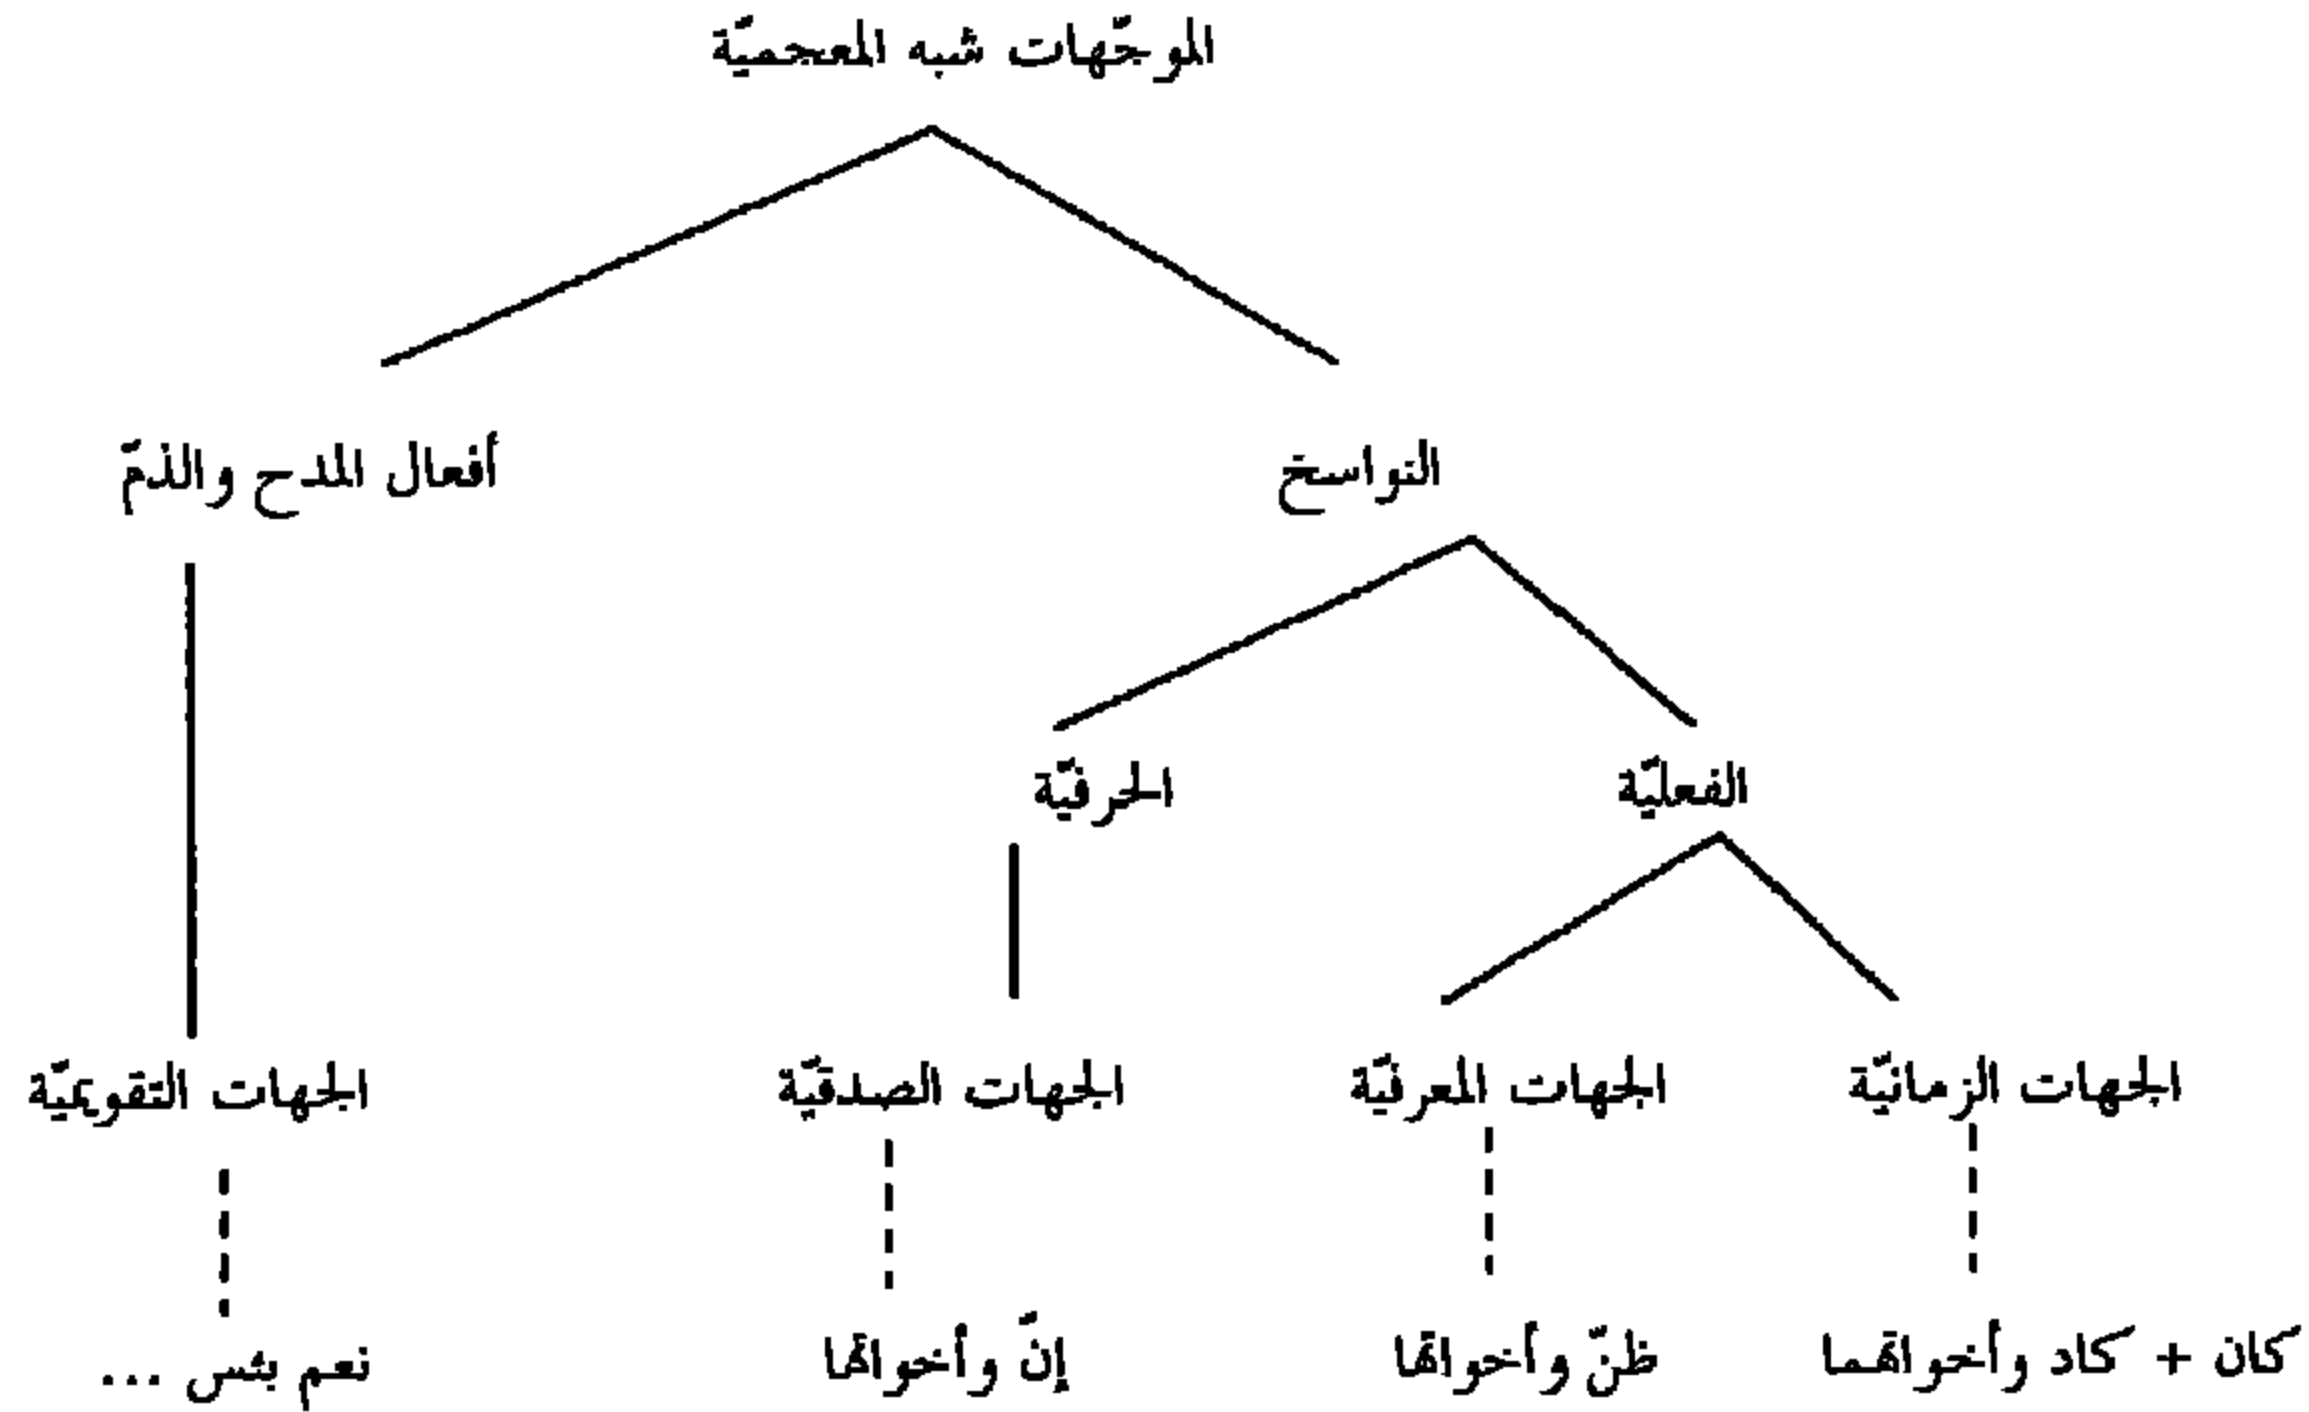 الموجّهات شبه المعجميّة
النواسخ
أفعال المدح والذمّ
الفعليّة
الحرفيّة
الجهات الزمانيّة
الجهات المعرفيّة
الجهات الصدقيّة
الجهات التقويميّة
كان + كاد وأخواتهما
ظنّ وأخواتها
إنّ وأخواتها
نعم بئس ...